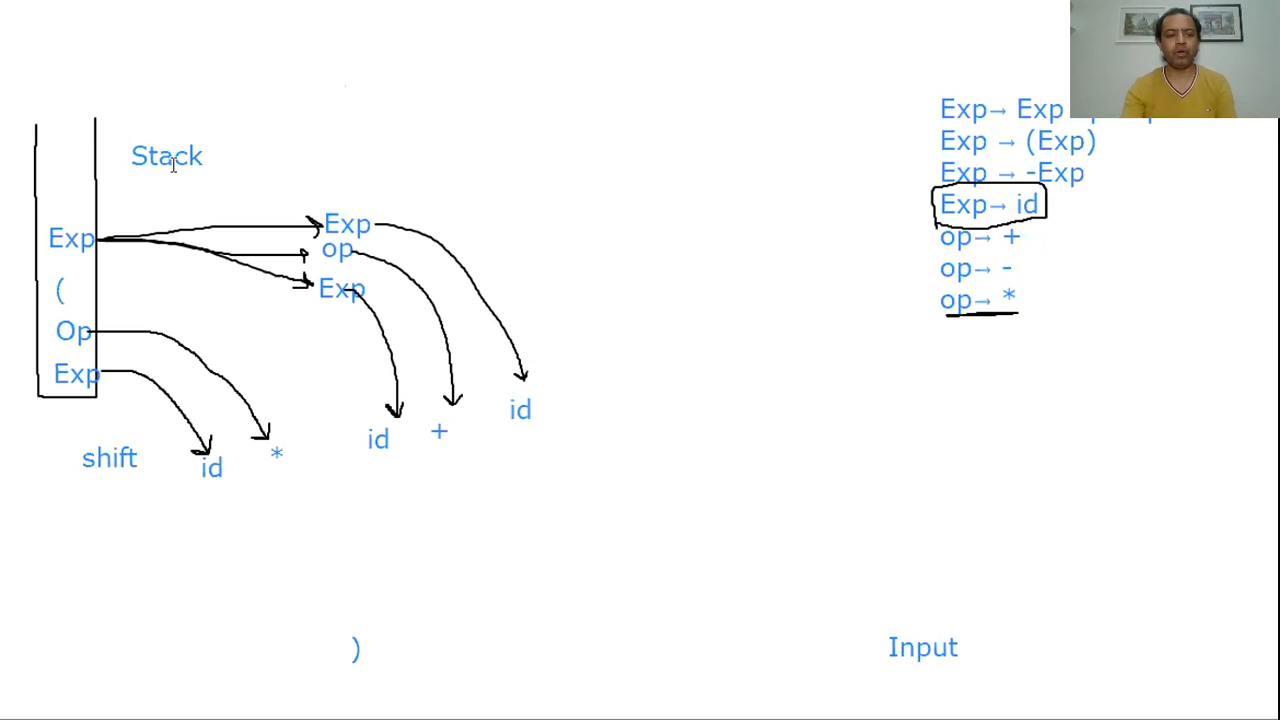 Stack
Exp
(
Op
Exp
shift
Exp
op
Exp
id
*
id
+
id
)
Exp→ Exp
Exp → (Exp)
Exp → -Exp
Exp→ id
op→ +
op→ -
op→ *
Input